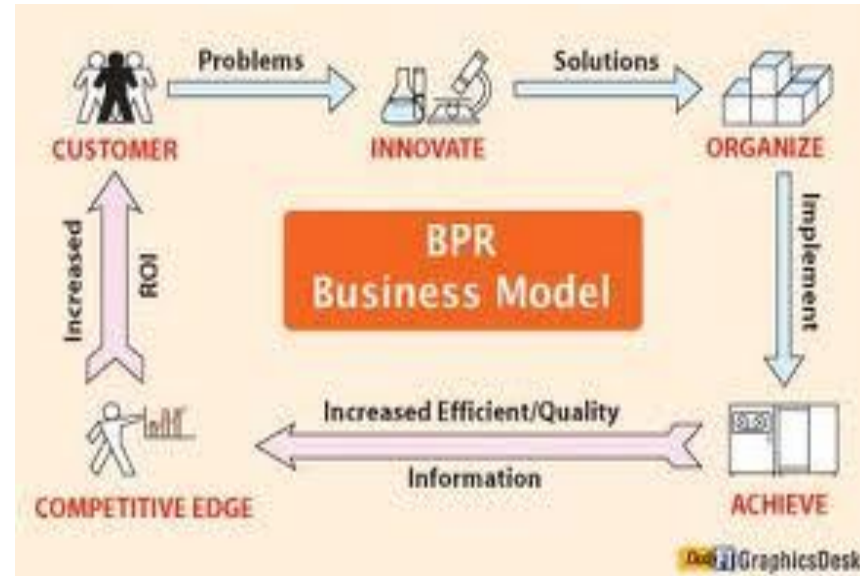 Problems
Solutions
CUSTOMER
INNOVATE
ORGANIZE
Increased
ROI
BPR
Business Model
Implement
Increased Efficient/Quality
Information
COMPETITIVE EDGE
ACHIEVE
GraphicsDesk